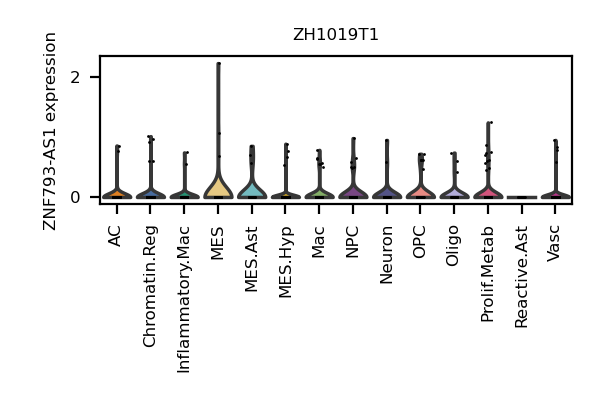 ZH1019T1
ZNF793-AS1 expression
2
0
AC
Chromatin.Reg
Inflammatory.Mac
MES
MES.Ast
MES.Hyp
Mac
NPC
Neuron
OPC
Oligo
Prolif.Metab
Reactive.Ast
Vasc